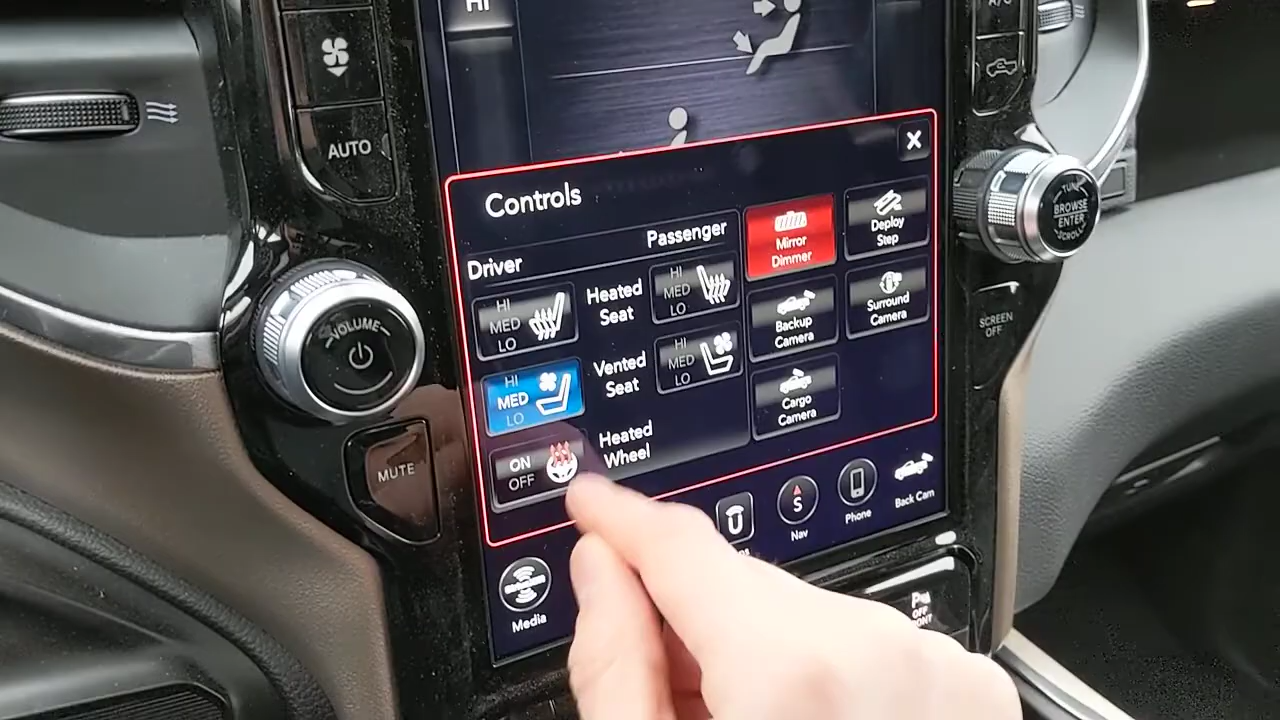 HI
A/C
AUTO
Controls
Driver
Passenger
HI
MED
LO
Heated
Seat
HI
MED
LO
HI
MED
LO
Vented
Seat
HI
MED
LO
ON
OFF
Heated
Wheel
Mirror
Dimmer
Deploy
Step
Backup
Camera
Surround
Camera
Cargo
Camera
VOLUME
MUTE
TUNE
BROWSE
ENTER
SCROLL
SCREEN
OFF
Media
S
Nav
Phone
Back Cam
OFF